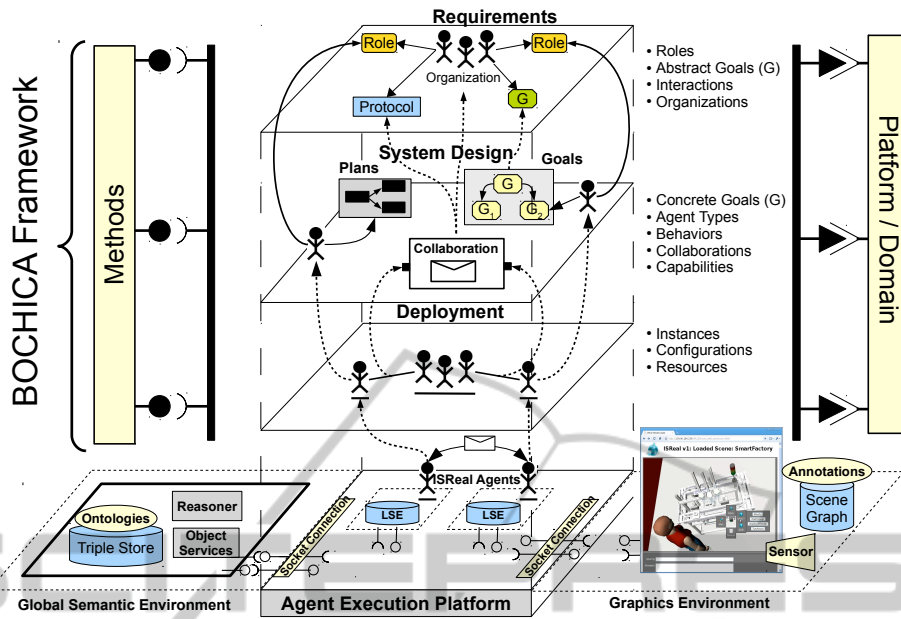 Requirements
Role
Role
Organization
Protocol
G
• Roles
• Abstract Goals (G)
• Interactions
• Organizations
BOCHICA Framework
Methods
Platform / Domain
System Design
Plans
Goals
G
G1
G2
Collaboration
• Concrete Goals (G)
• Agent Types
• Behaviors
• Collaborations
• Capabilities
Deployment
• Instances
• Configurations
• Resources
ISReal v1: Loaded Scene: SmartFactory
ISReal Agents
LSE
LSE
Socket Connection
Socket Connection
Ontologies
Triple Store
Reasoner
Object
Services
Annotations
Scene
Graph
Sensor
Global Semantic Environment
Agent Execution Platform
Graphics Environment
SCITEPRESS